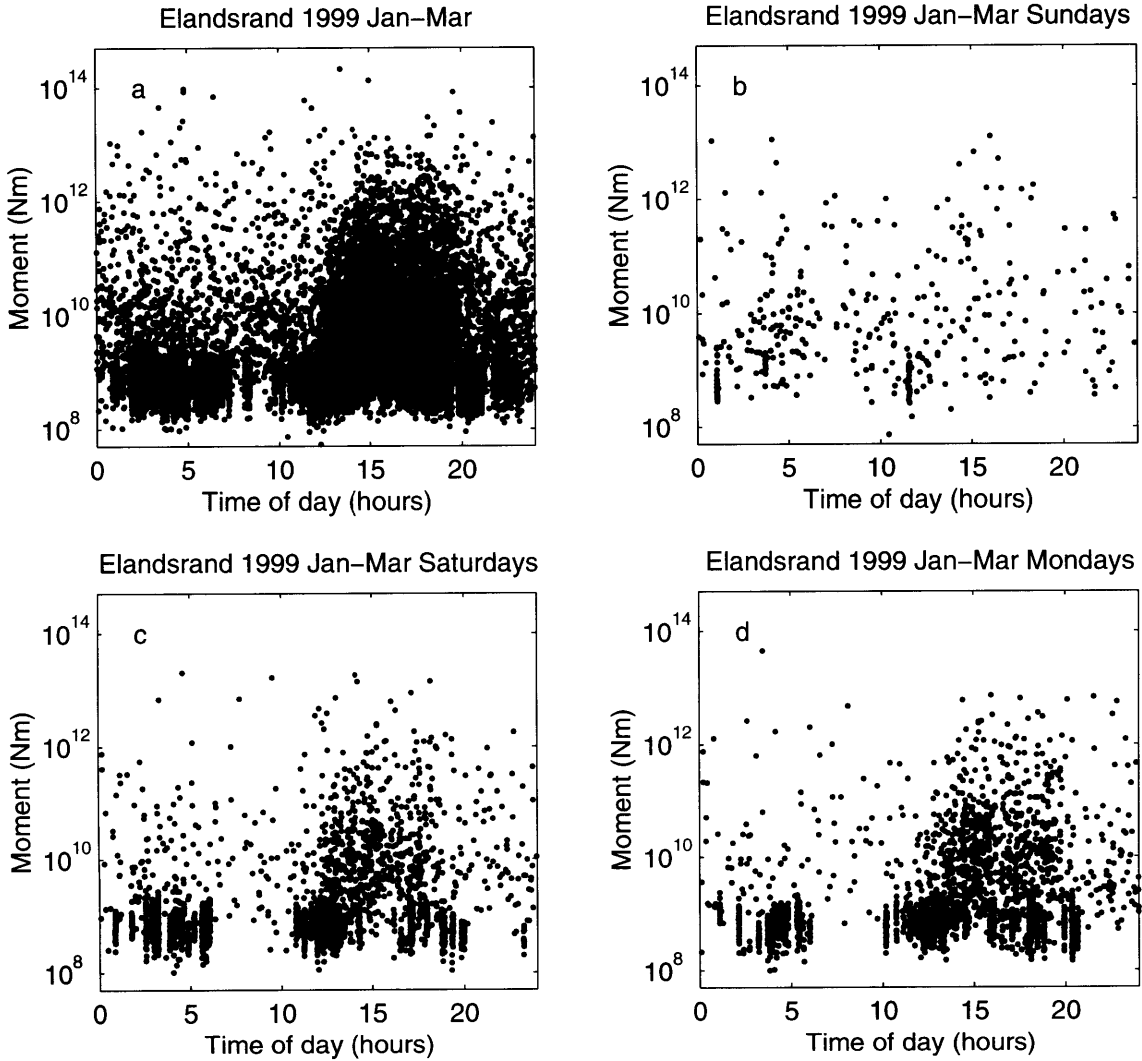 Elandsrand 1999 Jan–Mar
a
10^14
10^12
10^10
10^8
Moment (Nm)
0 5 10 15 20
Time of day (hours)
Elandsrand 1999 Jan–Mar Sundays
b
10^14
10^12
10^10
10^8
Moment (Nm)
0 5 10 15 20
Time of day (hours)
Elandsrand 1999 Jan–Mar Saturdays
c
10^14
10^12
10^10
10^8
Moment (Nm)
0 5 10 15 20
Time of day (hours)
Elandsrand 1999 Jan–Mar Mondays
d
10^14
10^12
10^10
10^8
Moment (Nm)
0 5 10 15 20
Time of day (hours)